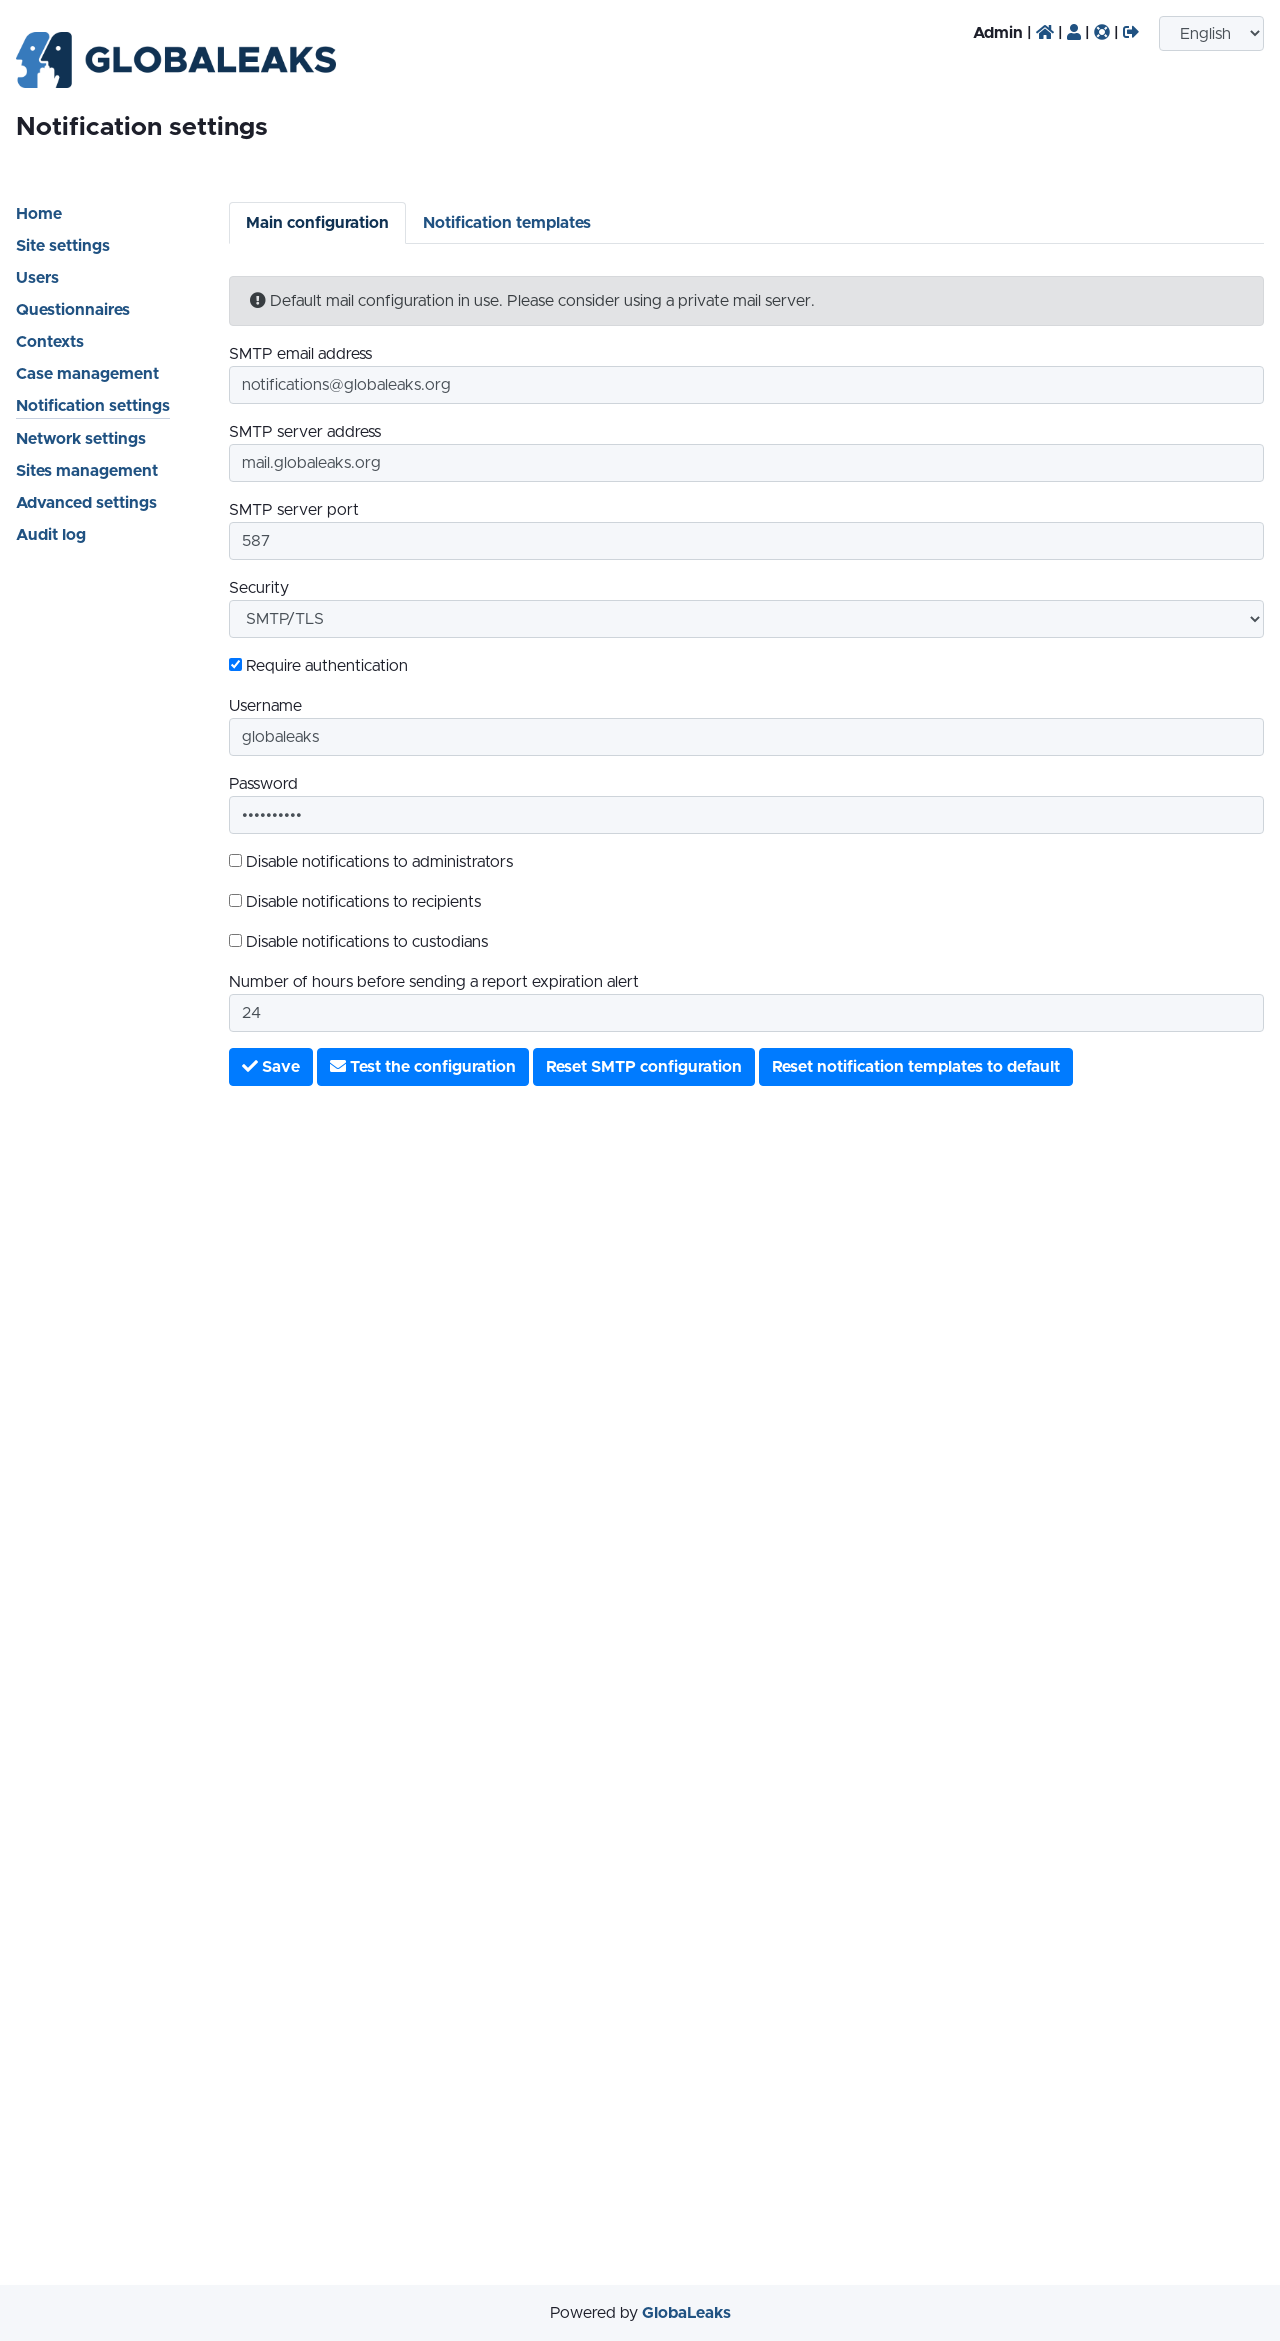 GLOBALEAKS
Admin | | | |
English
Notification settings
Home
Site settings
Users
Questionnaires
Contexts
Case management
Notification settings
Network settings
Sites management
Advanced settings
Audit log
Main configuration
Notification templates
Default mail configuration in use. Please consider using a private mail server.
SMTP email address
notifications@globaleaks.org
SMTP server address
mail.globaleaks.org
SMTP server port
587
Security
SMTP/TLS
Require authentication
Username
globaleaks
Password
••••••••••
Disable notifications to administrators
Disable notifications to recipients
Disable notifications to custodians
Number of hours before sending a report expiration alert
24
Save
Test the configuration
Reset SMTP configuration
Reset notification templates to default
Powered by GlobaLeaks